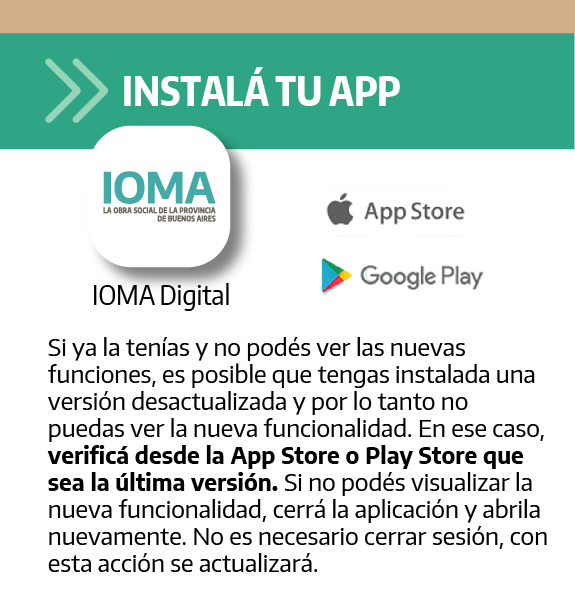 INSTALÁ TU APP
IOMA
LA OBRA SOCIAL DE LA PROVINCIA
DE BUENOS AIRES
IOMA Digital
App Store
Google Play
Si ya la tenías y no podés ver las nuevas
funciones, es posible que tengas instalada una
versión desactualizada y por lo tanto no
puedas ver la nueva funcionalidad. En ese caso,
verificá desde la App Store o Play Store que
sea la última versión. Si no podés visualizar la
nueva funcionalidad, cerrá la aplicación y abrila
nuevamente. No es necesario cerrar sesión, con
esta acción se actualizará.